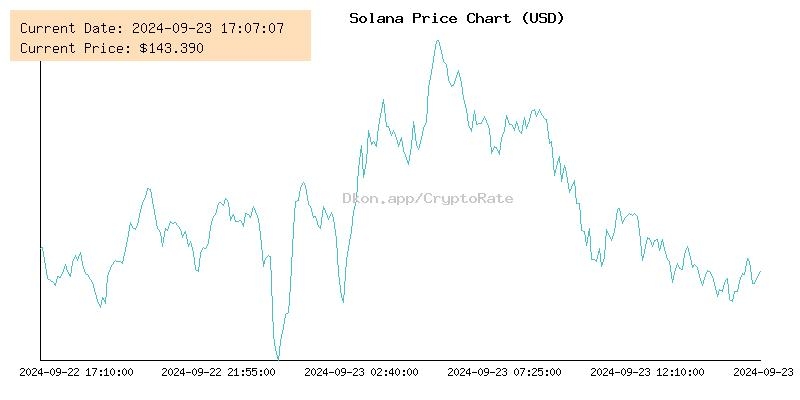 Solana Price Chart (USD)
Current Date: 2024-09-23 17:07:07
Current Price: $143.390
Dkon.app/CryptoRate
2024-09-22 17:10:00
2024-09-22 21:55:00
2024-09-23 02:40:00
2024-09-23 07:25:00
2024-09-23 12:10:00
2024-09-23